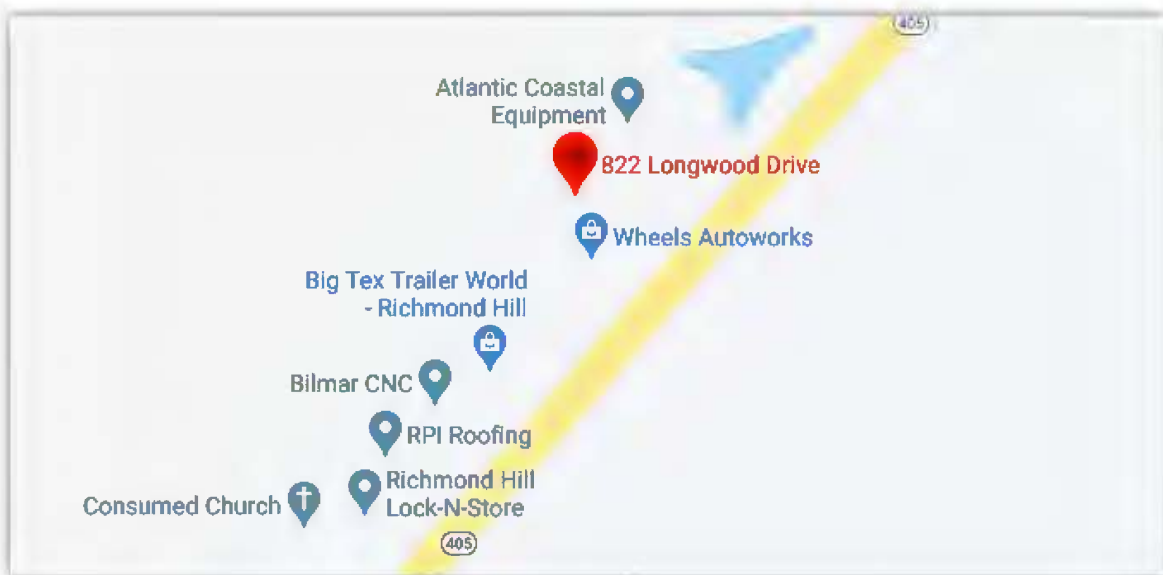 405
Atlantic Coastal
Equipment
822 Longwood Drive
Wheels Autoworks
Big Tex Trailer World
- Richmond Hill
Bilmar CNC
RPI Roofing
Richmond Hill
Lock-N-Store
Consumed Church
405